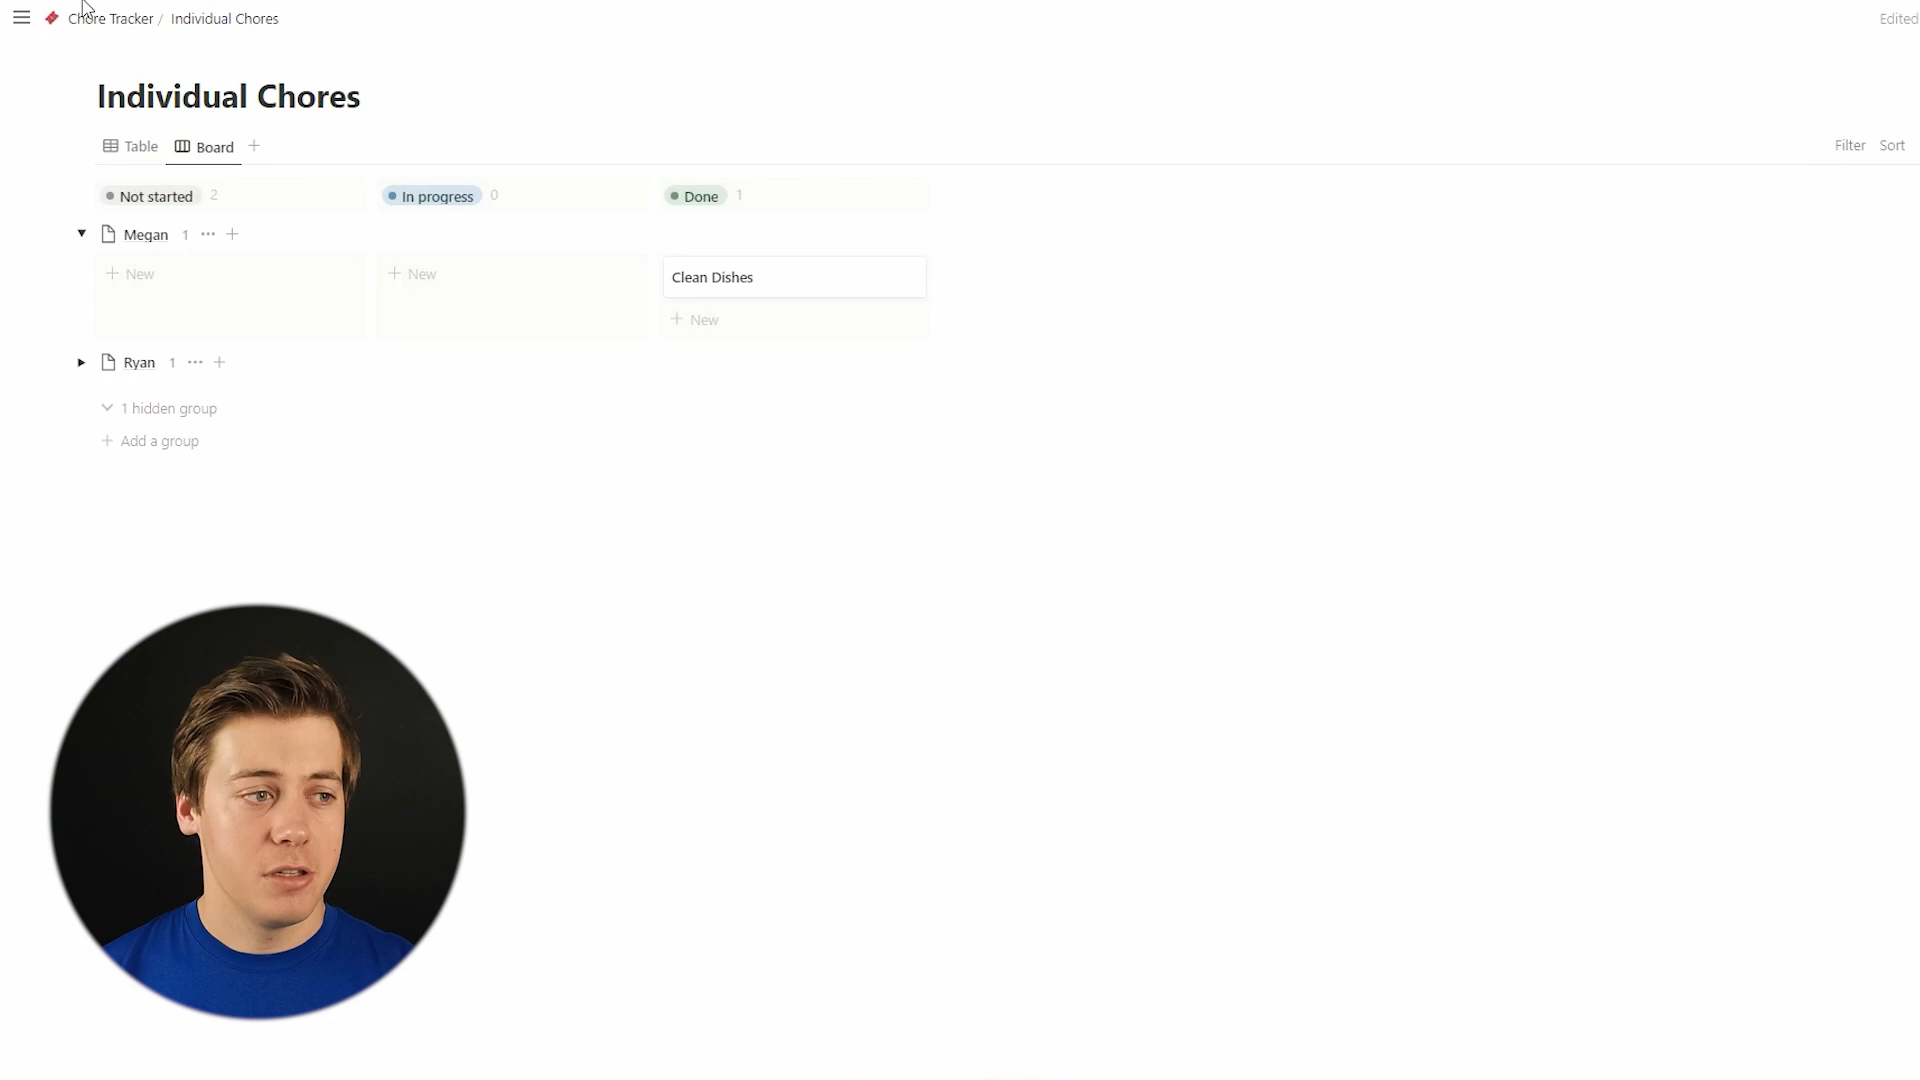 Chore Tracker / Individual Chores
Edited
Individual Chores
Table Board +
Filter Sort
Not started 2 In progress 0 Done 1
Megan 1 ··· +
+ New + New Clean Dishes
+ New
Ryan 1 ··· +
1 hidden group
+ Add a group